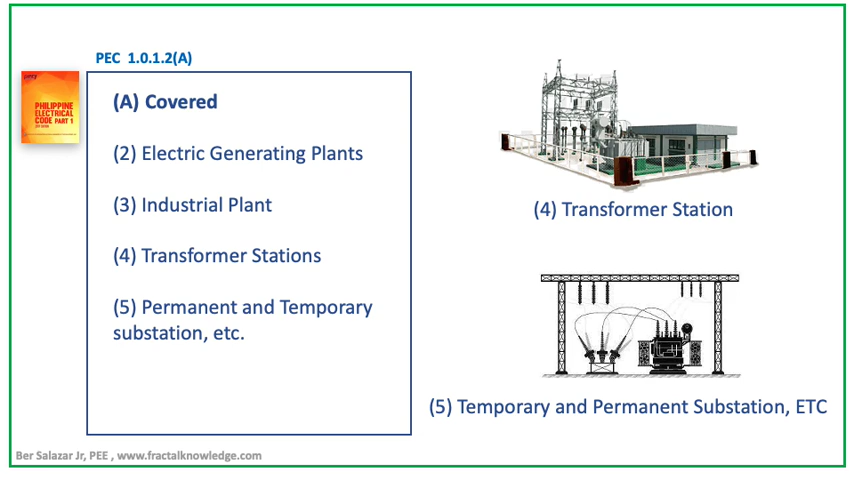 PEC 1.0.1.2(A)
PHILIPPINE
ELECTRICAL
CODE PART 1
(A) Covered
(2) Electric Generating Plants
(3) Industrial Plant
(4) Transformer Stations
(5) Permanent and Temporary
substation, etc.
(4) Transformer Station
(5) Temporary and Permanent Substation, ETC
Ber Salazar Jr, PEE , www.fractalknowledge.com